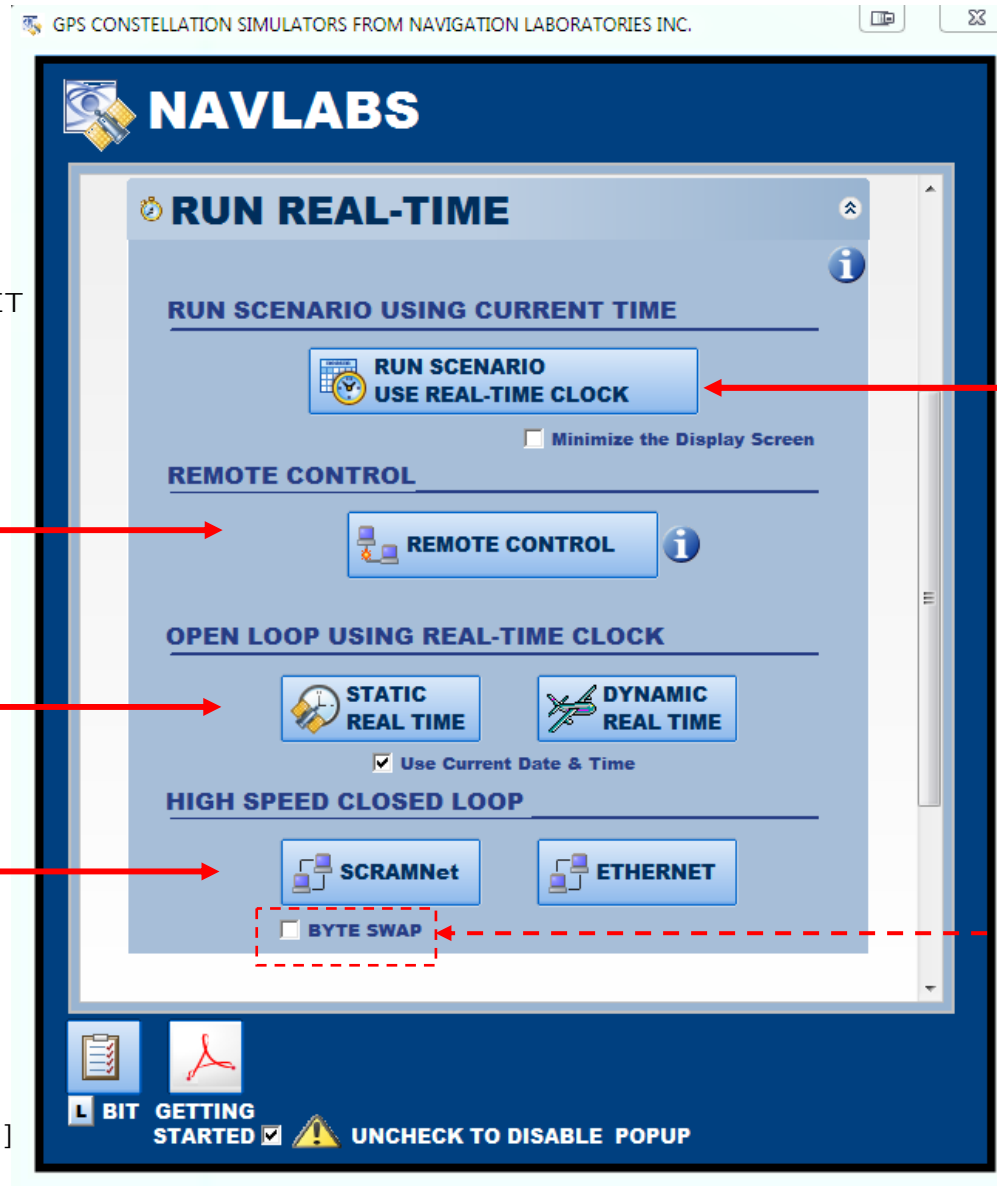 GPS CONSTELLATION SIMULATORS FROM NAVIGATION LABORATORIES INC.
NAVLABS
RUN REAL-TIME
RUN SCENARIO USING CURRENT TIME
RUN SCENARIO
USE REAL-TIME CLOCK
Minimize the Display Screen
REMOTE CONTROL
REMOTE CONTROL
OPEN LOOP USING REAL-TIME CLOCK
STATIC
REAL TIME
DYNAMIC
REAL TIME
Use Current Date & Time
HIGH SPEED CLOSED LOOP
SCRAMNet
ETHERNET
BYTE SWAP
L BIT
GETTING
STARTED
UNCHECK TO DISABLE POPUP
]